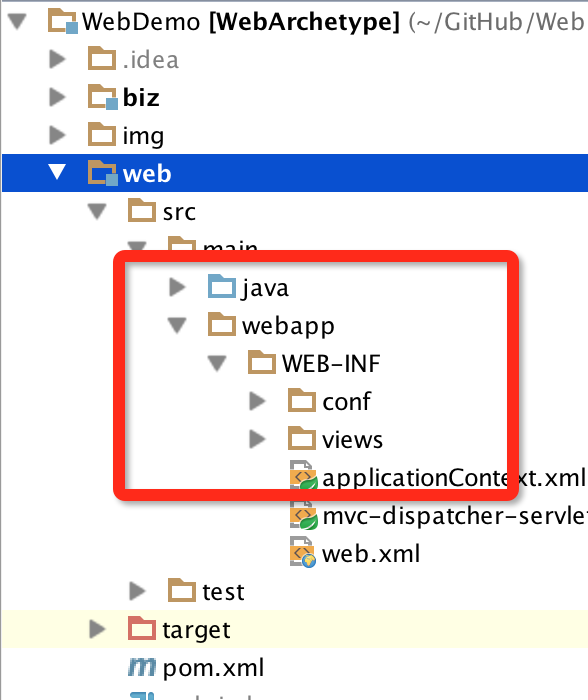 WebDemo [WebArchetype] (~/GitHub/Web
.idea
biz
img
web
src
main
java
webapp
WEB-INF
conf
views
applicationContext.xml
mvc-dispatcher-servlet
web.xml
test
target
pom.xml